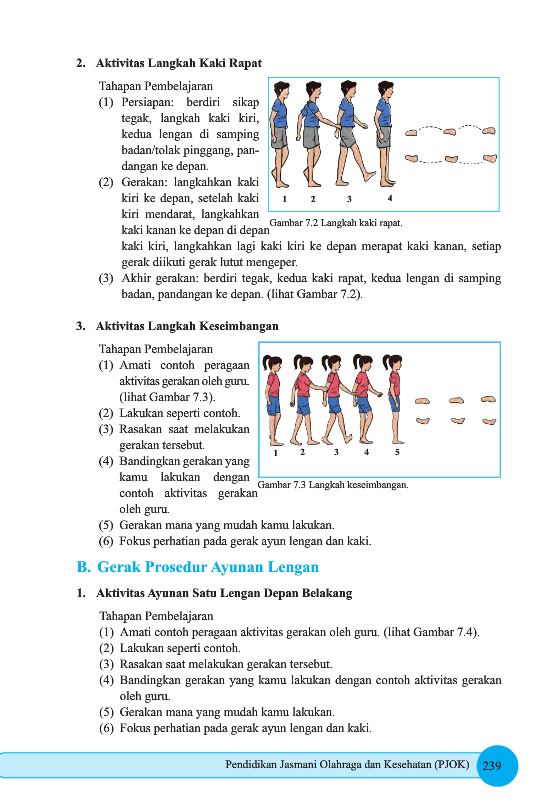 2. Aktivitas Langkah Kaki Rapat
Tahapan Pembelajaran
(1) Persiapan: berdiri sikap
tegak, langkah kaki kiri,
kedua lengan di samping
badan/tolak pinggang, pan-
dangan ke depan.
(2) Gerakan: langkahkan kaki
kiri ke depan, setelah kaki
kiri mendarat, langkahkan
kaki kanan ke depan di depan
kaki kiri, langkahkan lagi kaki kiri ke depan merapat kaki kanan, setiap
gerak diikuti gerak lutut mengeper.
(3) Akhir gerakan: berdiri tegak, kedua kaki rapat, kedua lengan di samping
badan, pandangan ke depan. (lihat Gambar 7.2).
1 2 3 4
Gambar 7.2 Langkah kaki rapat.
3. Aktivitas Langkah Keseimbangan
Tahapan Pembelajaran
(1) Amati contoh peragaan
aktivitas gerakan oleh guru.
(lihat Gambar 7.3).
(2) Lakukan seperti contoh.
(3) Rasakan saat melakukan
gerakan tersebut.
(4) Bandingkan gerakan yang
kamu lakukan dengan
contoh aktivitas gerakan
oleh guru.
(5) Gerakan mana yang mudah kamu lakukan.
(6) Fokus perhatian pada gerak ayun lengan dan kaki.
1 2 3 4 5
Gambar 7.3 Langkah keseimbangan.
B. Gerak Prosedur Ayunan Lengan
1. Aktivitas Ayunan Satu Lengan Depan Belakang
Tahapan Pembelajaran
(1) Amati contoh peragaan aktivitas gerakan oleh guru. (lihat Gambar 7.4).
(2) Lakukan seperti contoh.
(3) Rasakan saat melakukan gerakan tersebut.
(4) Bandingkan gerakan yang kamu lakukan dengan contoh aktivitas gerakan
oleh guru.
(5) Gerakan mana yang mudah kamu lakukan.
(6) Fokus perhatian pada gerak ayun lengan dan kaki.
Pendidikan Jasmani Olahraga dan Kesehatan (PJOK) 239